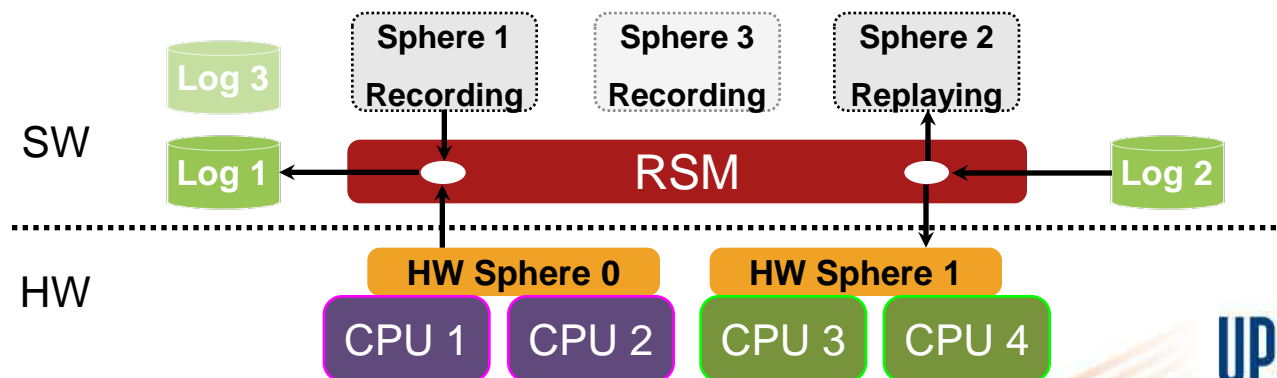 Sphere 1
Recording
Sphere 3
Recording
Sphere 2
Replaying
Log 3
SW
Log 1
RSM
Log 2
HW
HW Sphere 0
HW Sphere 1
CPU 1
CPU 2
CPU 3
CPU 4
UP